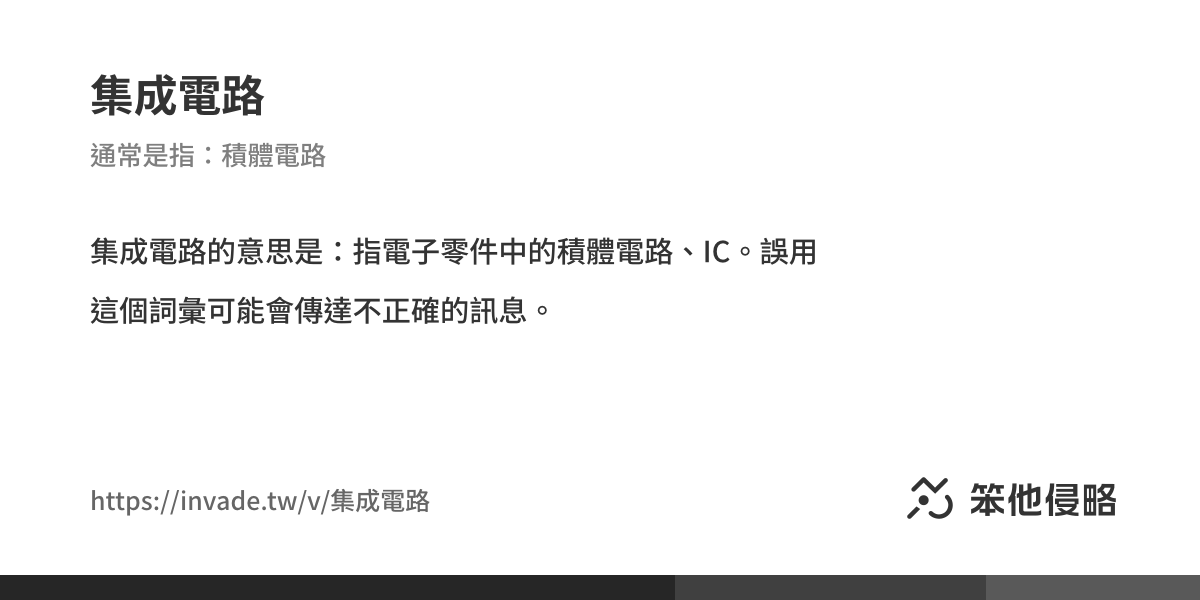 集成電路
通常是指：積體電路
集成電路的意思是：指電子零件中的積體電路、IC。誤用
這個詞彙可能會傳達不正確的訊息。
https://invade.tw/v/集成電路
笨他侵略